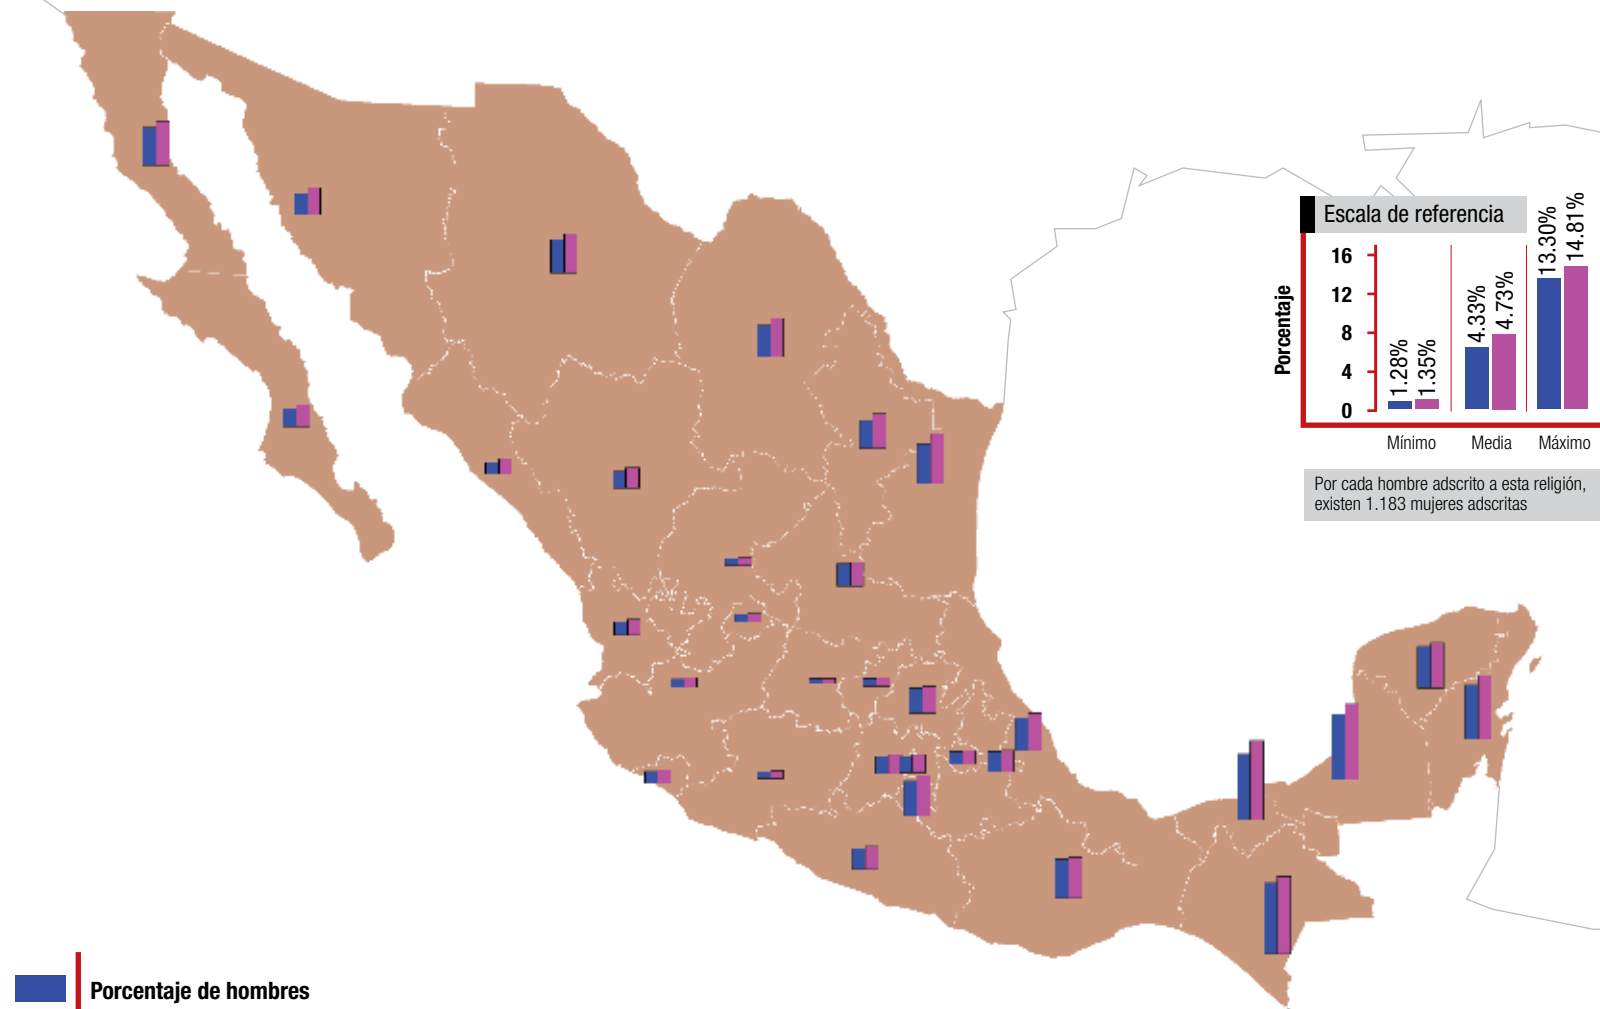 Escala de referencia
Porcentaje
16
12
8
4
0
1.28%
1.35%
4.33%
4.73%
13.30%
14.81%
Mínimo
Media
Máximo
Por cada hombre adscrito a esta religión,
existen 1.183 mujeres adscritas
Porcentaje de hombres